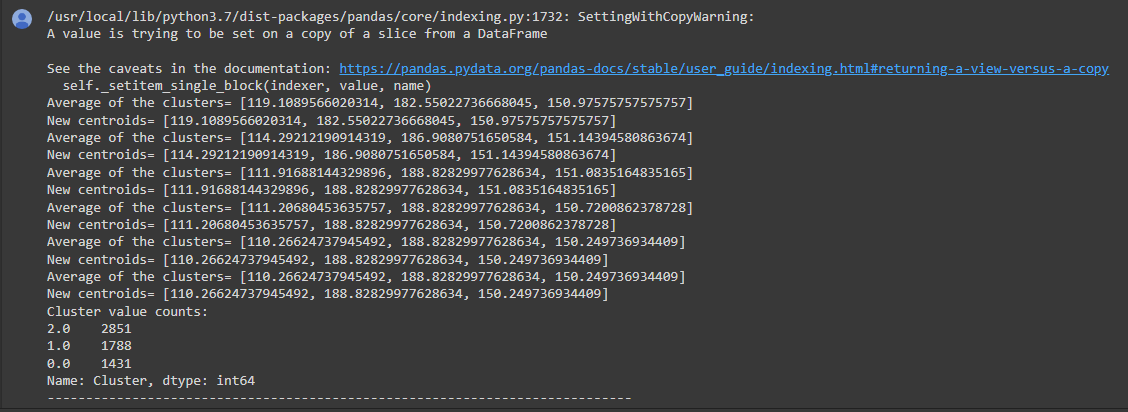 /usr/local/lib/python3.7/dist-packages/pandas/core/indexing.py:1732: SettingWithCopyWarning:
A value is trying to be set on a copy of a slice from a DataFrame
See the caveats in the documentation: https://pandas.pydata.org/pandas-docs/stable/user_guide/indexing.html#returning-a-view-versus-a-copy
self._setitem_single_block(indexer, value, name)
Average of the clusters= [119.1089566020314, 182.55022736668045, 150.97575757575757]
New centroids= [119.1089566020314, 182.55022736668045, 150.97575757575757]
Average of the clusters= [114.29212190914319, 186.9080751650584, 151.14394580863674]
New centroids= [114.29212190914319, 186.9080751650584, 151.14394580863674]
Average of the clusters= [111.91688144329896, 188.82829977628634, 151.0835164835165]
New centroids= [111.91688144329896, 188.82829977628634, 151.0835164835165]
Average of the clusters= [111.20680453635757, 188.82829977628634, 150.7200862378728]
New centroids= [111.20680453635757, 188.82829977628634, 150.7200862378728]
Average of the clusters= [110.26624737945492, 188.82829977628634, 150.249736934409]
New centroids= [110.26624737945492, 188.82829977628634, 150.249736934409]
Average of the clusters= [110.26624737945492, 188.82829977628634, 150.249736934409]
New centroids= [110.26624737945492, 188.82829977628634, 150.249736934409]
Cluster value counts:
2.0    2851
1.0    1788
0.0    1431
Name: Cluster, dtype: int64
----------------------------------------------------------------------------